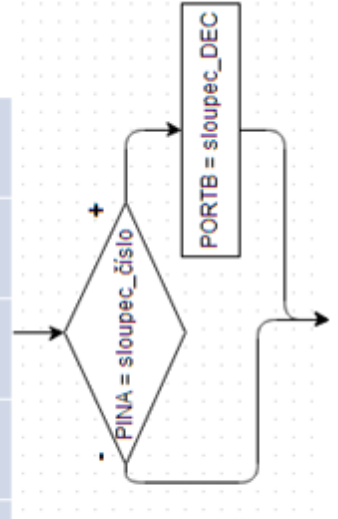 +
PORTB = sloupec_DEC
PINA = sloupec_číslo
-